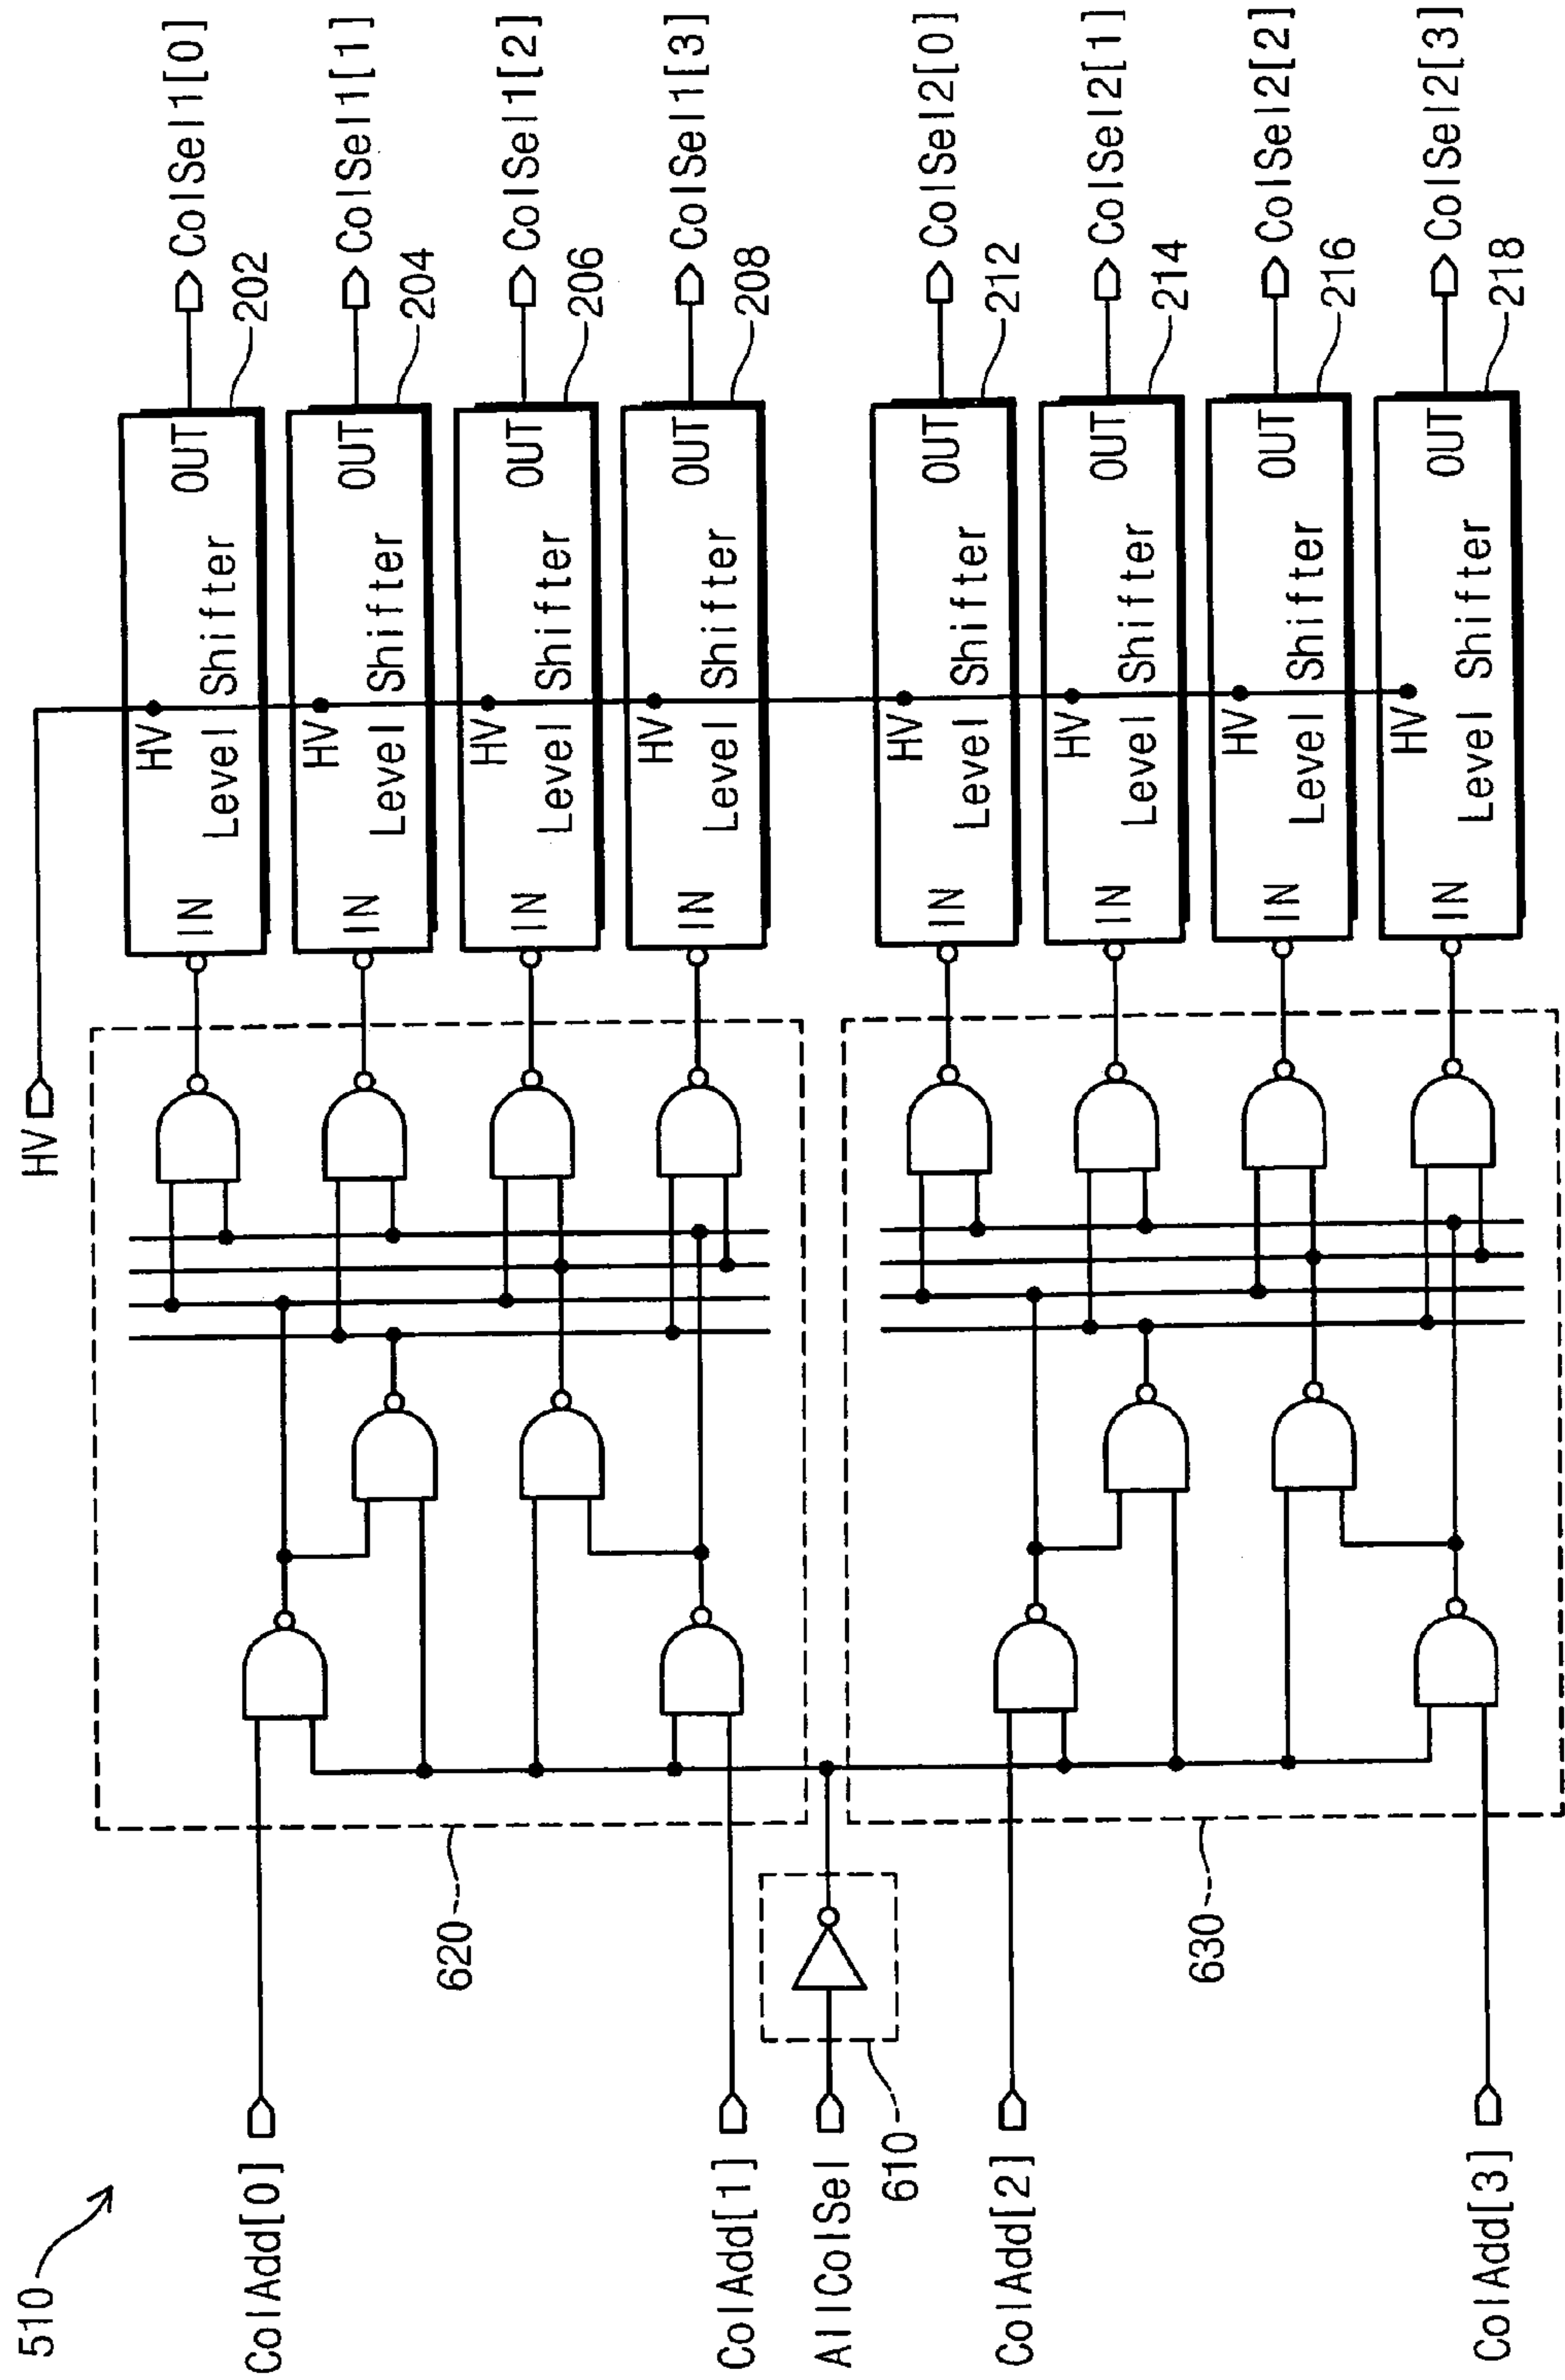 510
HV
ColAdd[0]
ColAdd[1]
AllColSel
ColAdd[2]
ColAdd[3]
620
610
630
IN
HV
Level Shifter
OUT
202
ColSel1[0]
IN
HV
Level Shifter
OUT
204
ColSel1[1]
IN
HV
Level Shifter
OUT
206
ColSel1[2]
IN
HV
Level Shifter
OUT
208
ColSel1[3]
IN
HV
Level Shifter
OUT
212
ColSel2[0]
IN
HV
Level Shifter
OUT
214
ColSel2[1]
IN
HV
Level Shifter
OUT
216
ColSel2[2]
IN
HV
Level Shifter
OUT
218
ColSel2[3]